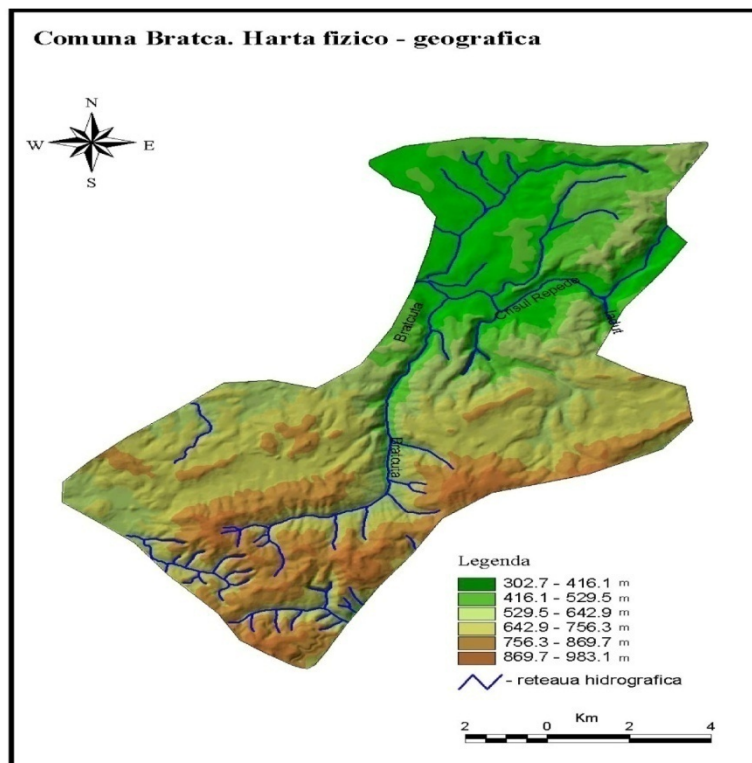 Comuna Bratca. Harta fizico - geografica
N
W E
S
Bratcuta
Crisul Repede
Iadut
Bratcuta
Legenda
302.7 - 416.1 m
416.1 - 529.5 m
529.5 - 642.9 m
642.9 - 756.3 m
756.3 - 869.7 m
869.7 - 983.1 m
- reteaua hidrografica
Km
2 0 2 4